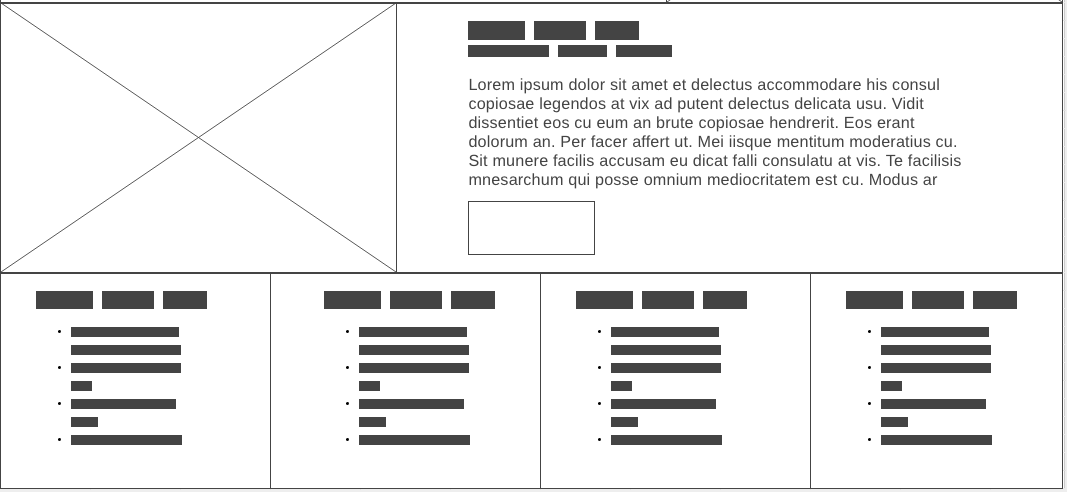 Lorem ipsum dolor sit amet et delectus accommodare his consul
copiosae legendos at vix ad putent delectus delicata usu. Vidit
dissentiet eos cu eum an brute copiosae hendrerit. Eos erant
dolorum an. Per facer affert ut. Mei iisque mentitum moderatius cu.
Sit munere facilis accusam eu dicat falli consulatu at vis. Te facilisis
mnesarchum qui posse omnium mediocritatem est cu. Modus ar